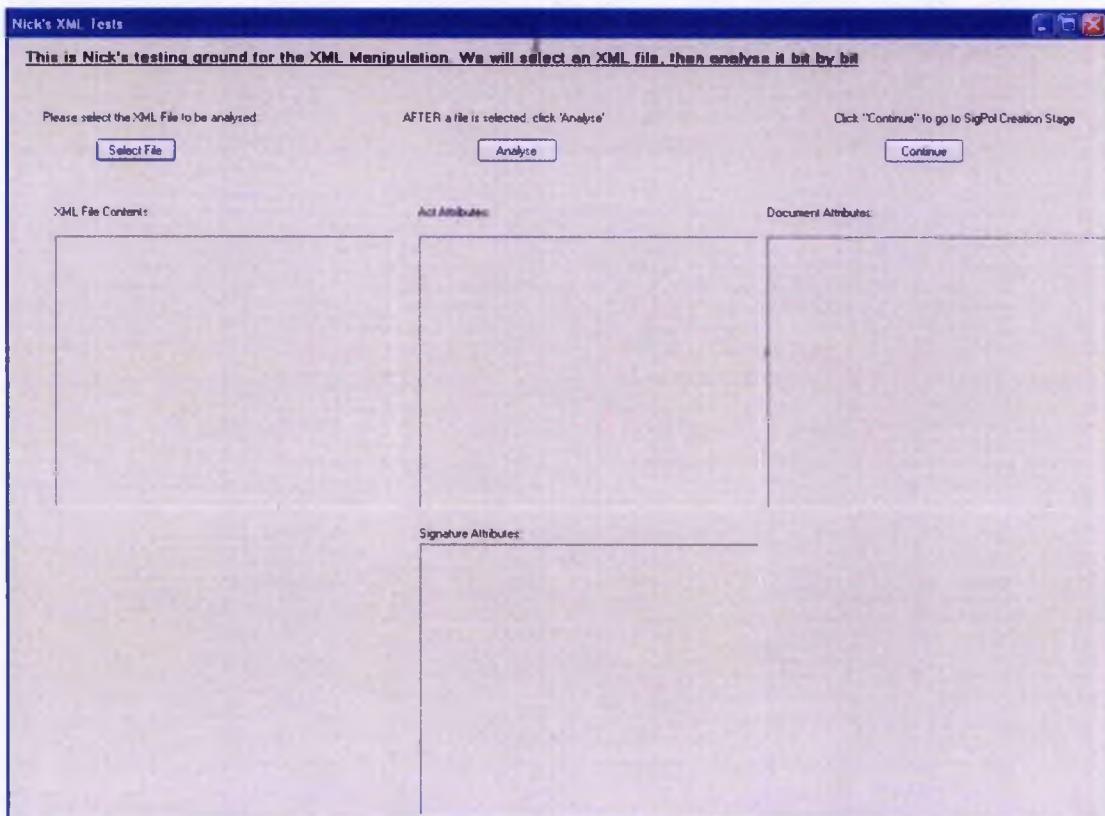 Nick's XML Tests
This is Nick's testing ground for the XML Manipulation. We will select an XML file, then analyse it bit by bit
Please select the XML File to be analysed
AFTER a file is selected, click 'Analyse'
Click "Continue" to go to SigPol Creation Stage
Select File
Analyse
Continue
XML File Contents:
Act Attributes:
Document Attributes:
Signature Attributes: